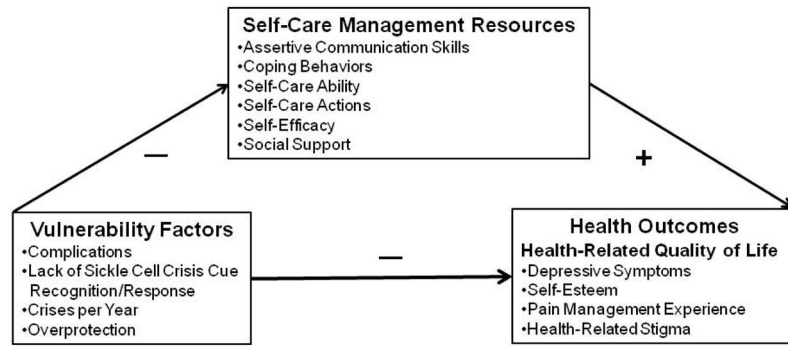 Self-Care Management Resources
•Assertive Communication Skills
•Coping Behaviors
•Self-Care Ability
•Self-Care Actions
•Self-Efficacy
•Social Support
—
+
Vulnerability Factors
•Complications
•Lack of Sickle Cell Crisis Cue
Recognition/Response
•Crises per Year
•Overprotection
—
Health Outcomes
Health-Related Quality of Life
•Depressive Symptoms
•Self-Esteem
•Pain Management Experience
•Health-Related Stigma